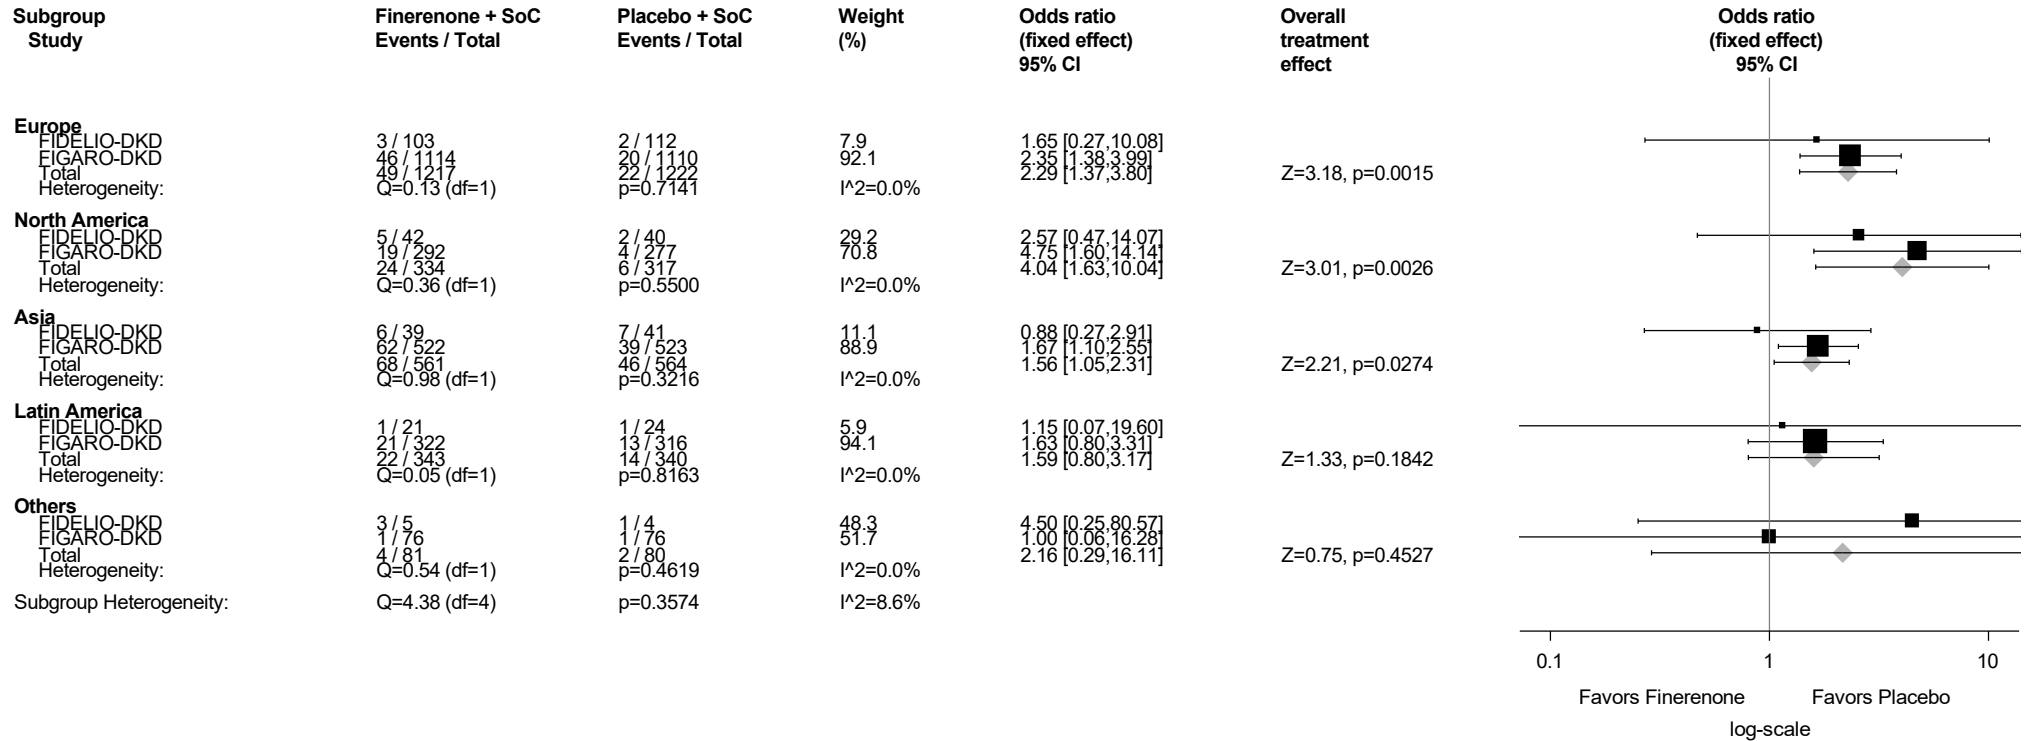 Subgroup Finerenone + SoC Placebo + SoC Weight Odds ratio Overall Odds ratio
Study Events / Total Events / Total (%) (fixed effect) treatment (fixed effect)
95% CI effect 95% CI
Europe
FIDELIO-DKD 3 / 103 2 / 112 7.9 1.65 [0.27,10.08]
FIGARO-DKD 46 / 1114 20 / 1110 92.1 2.35 [1.38,3.99]
Total 49 / 1217 22 / 1222 2.29 [1.37,3.80] Z=3.18, p=0.0015
Heterogeneity: Q=0.13 (df=1) p=0.7141 I^2=0.0%
North America
FIDELIO-DKD 5 / 42 2 / 40 29.2 2.57 [0.47,14.07]
FIGARO-DKD 19 / 292 4 / 277 70.8 4.75 [1.60,14.14]
Total 24 / 334 6 / 317 4.04 [1.63,10.04] Z=3.01, p=0.0026
Heterogeneity: Q=0.36 (df=1) p=0.5500 I^2=0.0%
Asia
FIDELIO-DKD 6 / 39 7 / 41 11.1 0.88 [0.27,2.91]
FIGARO-DKD 62 / 522 39 / 523 88.9 1.67 [1.10,2.55]
Total 68 / 561 46 / 564 1.56 [1.05,2.31] Z=2.21, p=0.0274
Heterogeneity: Q=0.98 (df=1) p=0.3216 I^2=0.0%
Latin America
FIDELIO-DKD 1 / 21 1 / 24 5.9 1.15 [0.07,19.60]
FIGARO-DKD 21 / 322 13 / 316 94.1 1.63 [0.80,3.31]
Total 22 / 343 14 / 340 1.59 [0.80,3.17] Z=1.33, p=0.1842
Heterogeneity: Q=0.05 (df=1) p=0.8163 I^2=0.0%
Others
FIDELIO-DKD 3 / 5 1 / 4 48.3 4.50 [0.25,80.57]
FIGARO-DKD 1 / 76 1 / 76 51.7 1.00 [0.06,16.28]
Total 4 / 81 2 / 80 2.16 [0.29,16.11] Z=0.75, p=0.4527
Heterogeneity: Q=0.54 (df=1) p=0.4619 I^2=0.0%
Subgroup Heterogeneity: Q=4.38 (df=4) p=0.3574 I^2=8.6%
0.1 1 10
Favors Finerenone Favors Placebo
log-scale